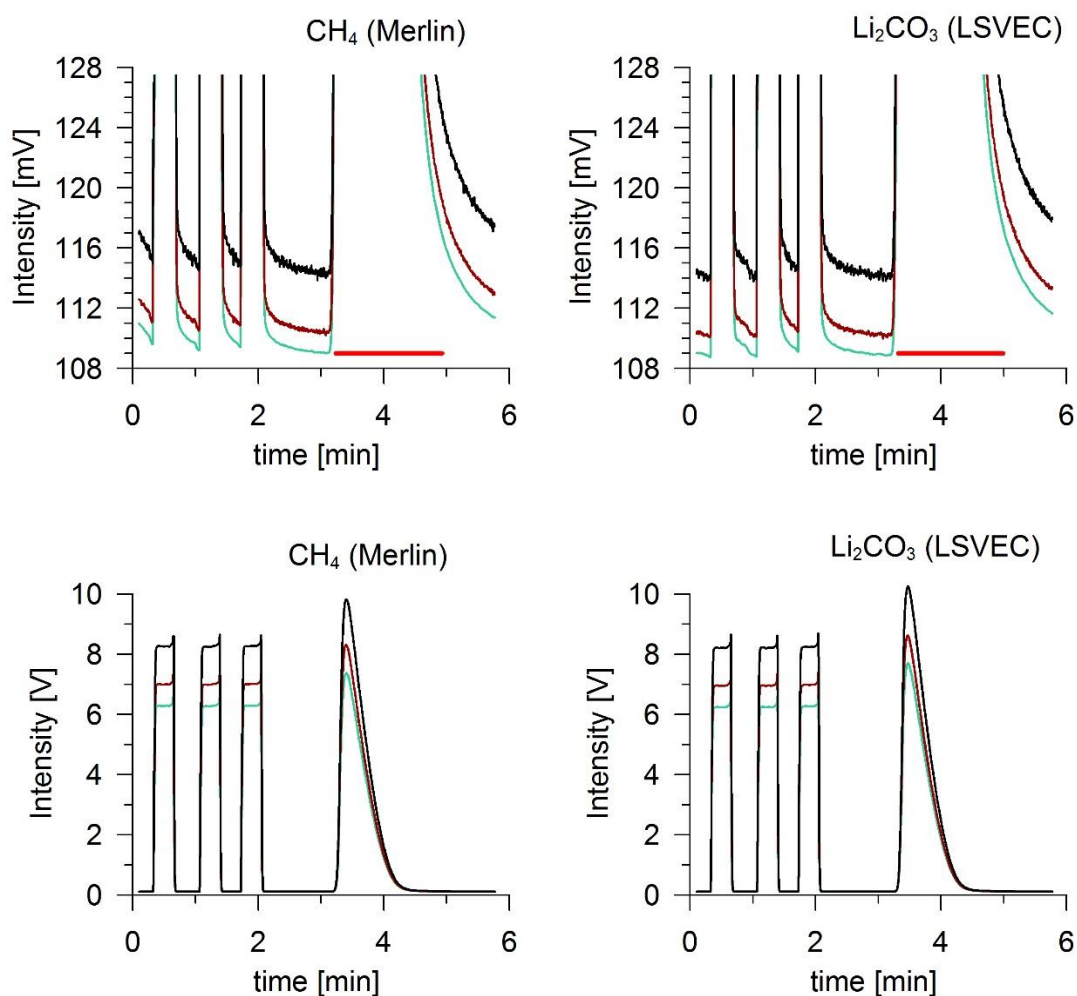 CH₄ (Merlin)
Li₂CO₃ (LSVEC)
128
124
120
116
112
108
Intensity [mV]
0 2 4 6
time [min]
128
124
120
116
112
108
Intensity [mV]
0 2 4 6
time [min]
CH₄ (Merlin)
Li₂CO₃ (LSVEC)
10
8
6
4
2
0
Intensity [V]
0 2 4 6
time [min]
10
8
6
4
2
0
Intensity [V]
0 2 4 6
time [min]